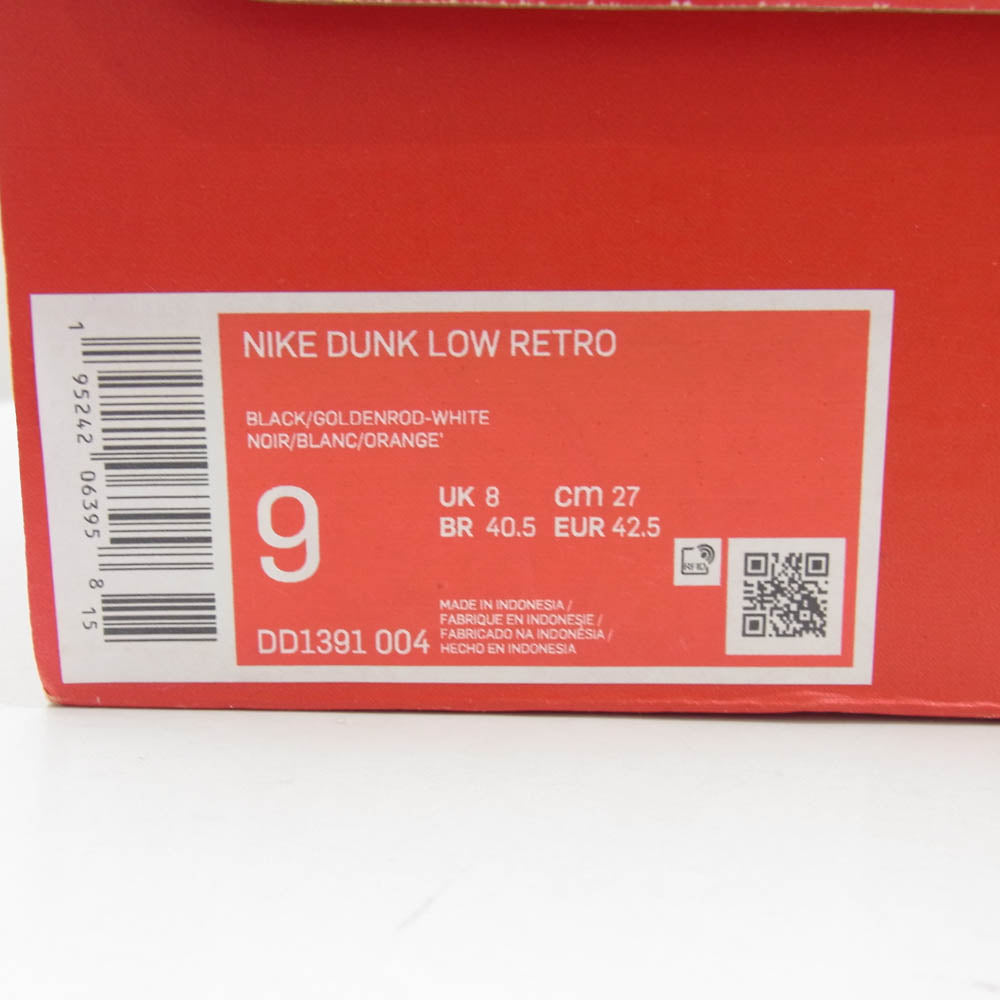 NIKE DUNK LOW RETRO
BLACK/GOLDENROD-WHITE
NOIR/BLANC/ORANGE'
9
UK 8 cm 27
BR 40.5 EUR 42.5
RFID
MADE IN INDONESIA /
FABRIQUE EN INDONESIE /
FABRICADO NA INDONÉSIA /
HECHO EN INDONESIA
DD1391 004
1 95242 06395 8 15